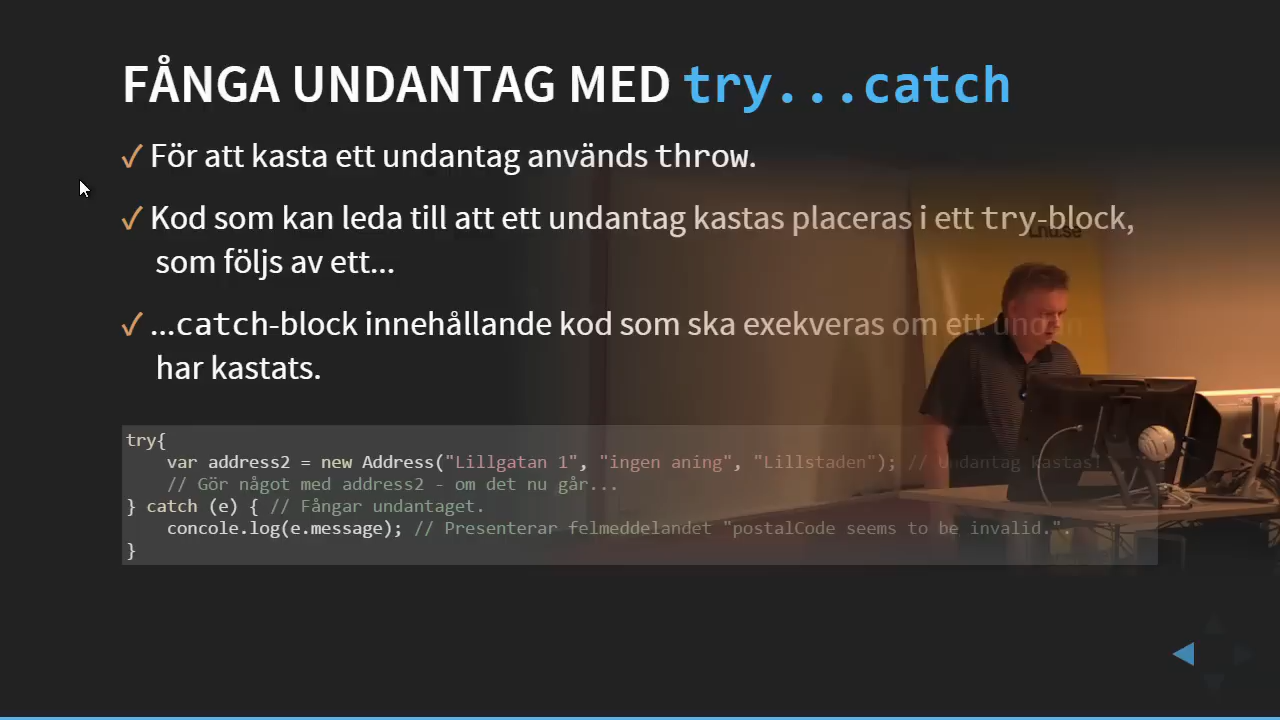 FÅNGA UNDANTAG MED try...catch
✓ För att kasta ett undantag används throw.
✓ Kod som kan leda till att ett undantag kastas placeras i ett try-block,
som följs av ett...
✓ ...catch-block innehållande kod som ska exekveras om ett
har kastats.
try{
var address2 = new Address("Lillgatan 1", "ingen aning", "Lillstaden"); // Undantag kastas!
// Gör något med address2 - om det nu går...
} catch (e) { // Fångar undantaget.
concole.log(e.message); // Presenterar felmeddelandet "postalCode seems to be invalid.".
}
Lnu.se